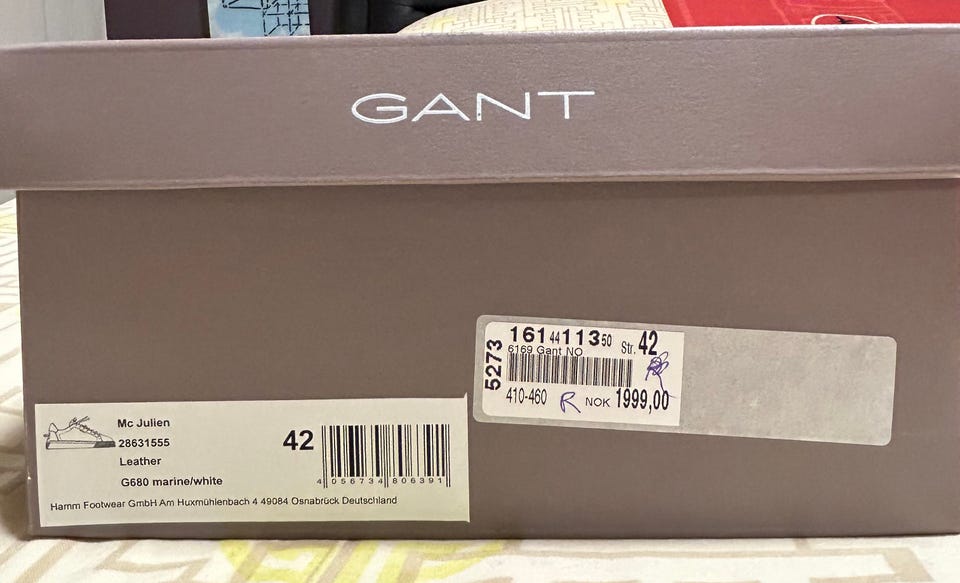 GANT
5273
161 44 113 50 Str. 42
6169 Gant NO
410-460 R NOK 1999,00
Mc Julien
28631555
Leather
G680 marine/white
42
4 056734 806391
Hamm Footwear GmbH Am Huxmühlenbach 4 49084 Osnabrück Deutschland